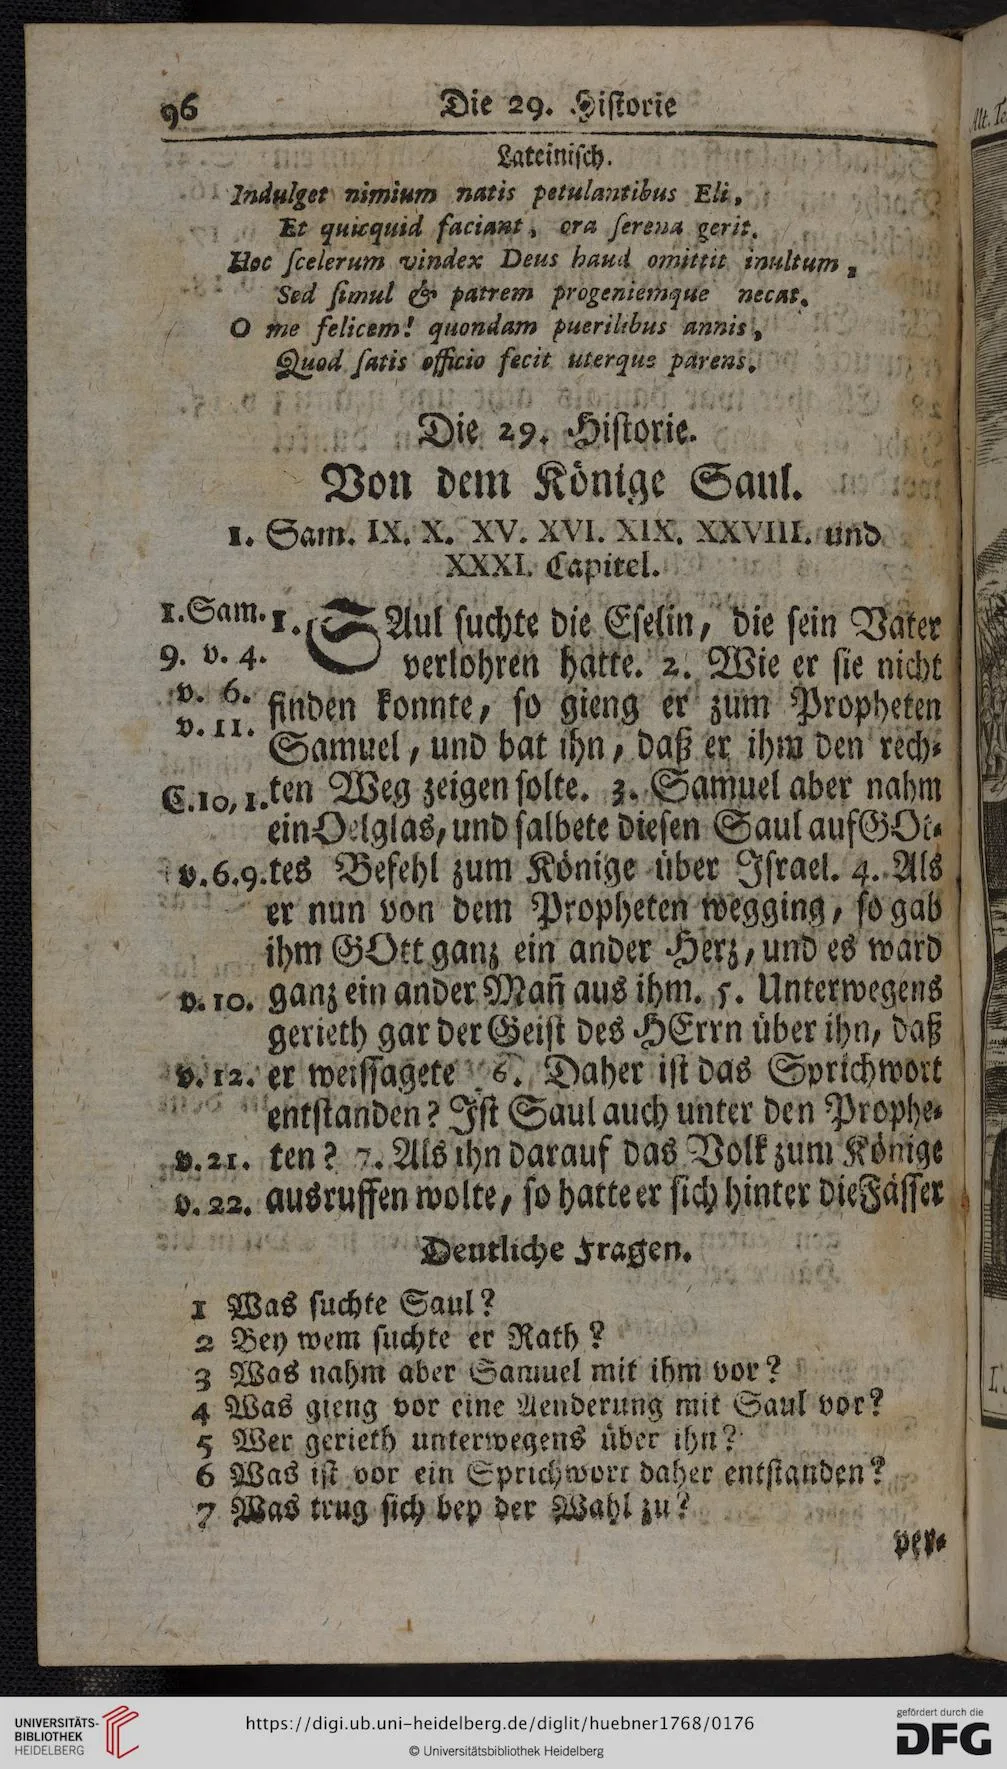 96 Die 29. Historie
Lateinisch.
Indulget nimium natis petulantibus Eli,
Et quicquid faciant, ora ſerena gerit.
Hoc ſcelerum vindex Deus haud omittit inultum,
Sed ſimul & patrem progeniemque necat.
O me felicem! quondam puerilibus annis,
Quod ſatis officio fecit uterque parens.
Die 29. Hiſtorie.
Von dem Könige Saul.
1. Sam. IX. X. XV. XVI. XIX. XXVIII. und
XXXI. Capitel.
1. Sam. 1. SAul ſuchte die Eſelin, die ſein Vater
9. v. 4. verlohren hatte. 2. Wie er ſie nicht
v. 6. finden konnte, ſo gieng er zum Propheten
v. 11. Samuel, und bat ihn, daß er ihm den rech-
C. 10, 1. ten Weg zeigen ſolte. 3. Samuel aber nahm
ein Oelglas, und ſalbete dieſen Saul auf GOt-
v. 6. 9. tes Befehl zum Könige über Iſrael. 4. Als
er nun von dem Propheten wegging, ſo gab
ihm GOtt ganz ein ander Herz, und es ward
v. 10. ganz ein ander Mañ aus ihm. 5. Unterwegens
gerieth gar der Geiſt des HErrn über ihn, daß
v. 12. er weiſſagete 6. Daher iſt das Sprichwort
entſtanden? Iſt Saul auch unter den Prophe-
v. 21. ten? 7. Als ihn darauf das Volk zum Könige
v. 22. ausruffen wolte, ſo hatte er ſich hinter die Fäſſer
Deutliche Fragen.
1 Was ſuchte Saul?
2 Bey wem ſuchte er Rath?
3 Was nahm aber Samuel mit ihm vor?
4 Was gieng vor eine Aenderung mit Saul vor?
5 Wer gerieth unterwegens über ihn?
6 Was iſt vor ein Sprichwort daher entſtanden?
7 Was trug ſich bey der Wahl zu?
ver-
Alt. Te
UNIVERSITÄTS-
BIBLIOTHEK
HEIDELBERG
https://digi.ub.uni-heidelberg.de/diglit/huebner1768/0176
© Universitätsbibliothek Heidelberg
gefördert durch die
DFG